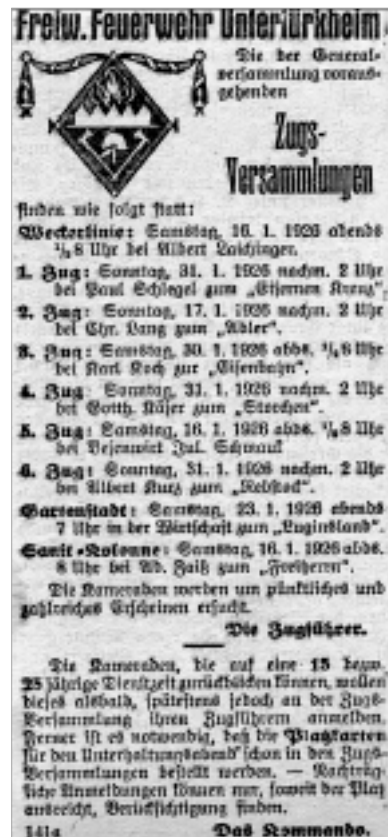 Freiw. Feuerwehr Untertürkheim
Die der General-
versammlung voraus-
gehenden
Zugs-
Versammlungen
finden wie folgt statt:
Weckerlinie: Samstag, 16. 1. 1926 abends
½8 Uhr bei Albert Laichinger.
1. Zug: Sonntag, 31. 1. 1926 nachm. 2 Uhr
bei Paul Schlegel zum „Eisernen Kreuz".
2. Zug: Sonntag, 17. 1. 1926 nachm. 2 Uhr
bei Chr. Lang zum „Adler".
3. Zug: Samstag, 30. 1. 1926 abds. ½8 Uhr
bei Karl Koch zur „Eisenbahn".
4. Zug: Sonntag, 31. 1. 1926 nachm. 2 Uhr
bei Gotth. Käser zum „Storchen".
5. Zug: Samstag, 16. 1. 1926 abds. ½8 Uhr
bei Besenwirt Jul. Schmauk
6. Zug: Sonntag, 31. 1. 1926 nachm. 2 Uhr
bei Albert Kurz zum „Rebstock".
Gartenstadt: Samstag, 23. 1. 1926 abends
7 Uhr in der Wirtschaft zum „Luginsland".
Sanit-Kolonne: Samstag, 16. 1. 1926 abds.
8 Uhr bei Ad. Zaiß zum „Freiherrn".
Die Kameraden werden um pünktliches und
zahlreiches Erscheinen ersucht.
Die Zugführer.
Die Kameraden, die auf eine 15 bezw.
25 jährige Dienstzeit zurückblicken können, wollen
dieses alsbald, spätestens jedoch an der Zugs-
Versammlung ihren Zugführern anmelden.
Ferner ist es notwendig, daß die Platzkarten
für den Unterhaltungsabend schon in den Zugs-
Versammlungen bestellt werden. — Nachträg-
liche Anmeldungen können nur, soweit der Platz
ausreicht, Berücksichtigung finden.
141a Das Kommando.